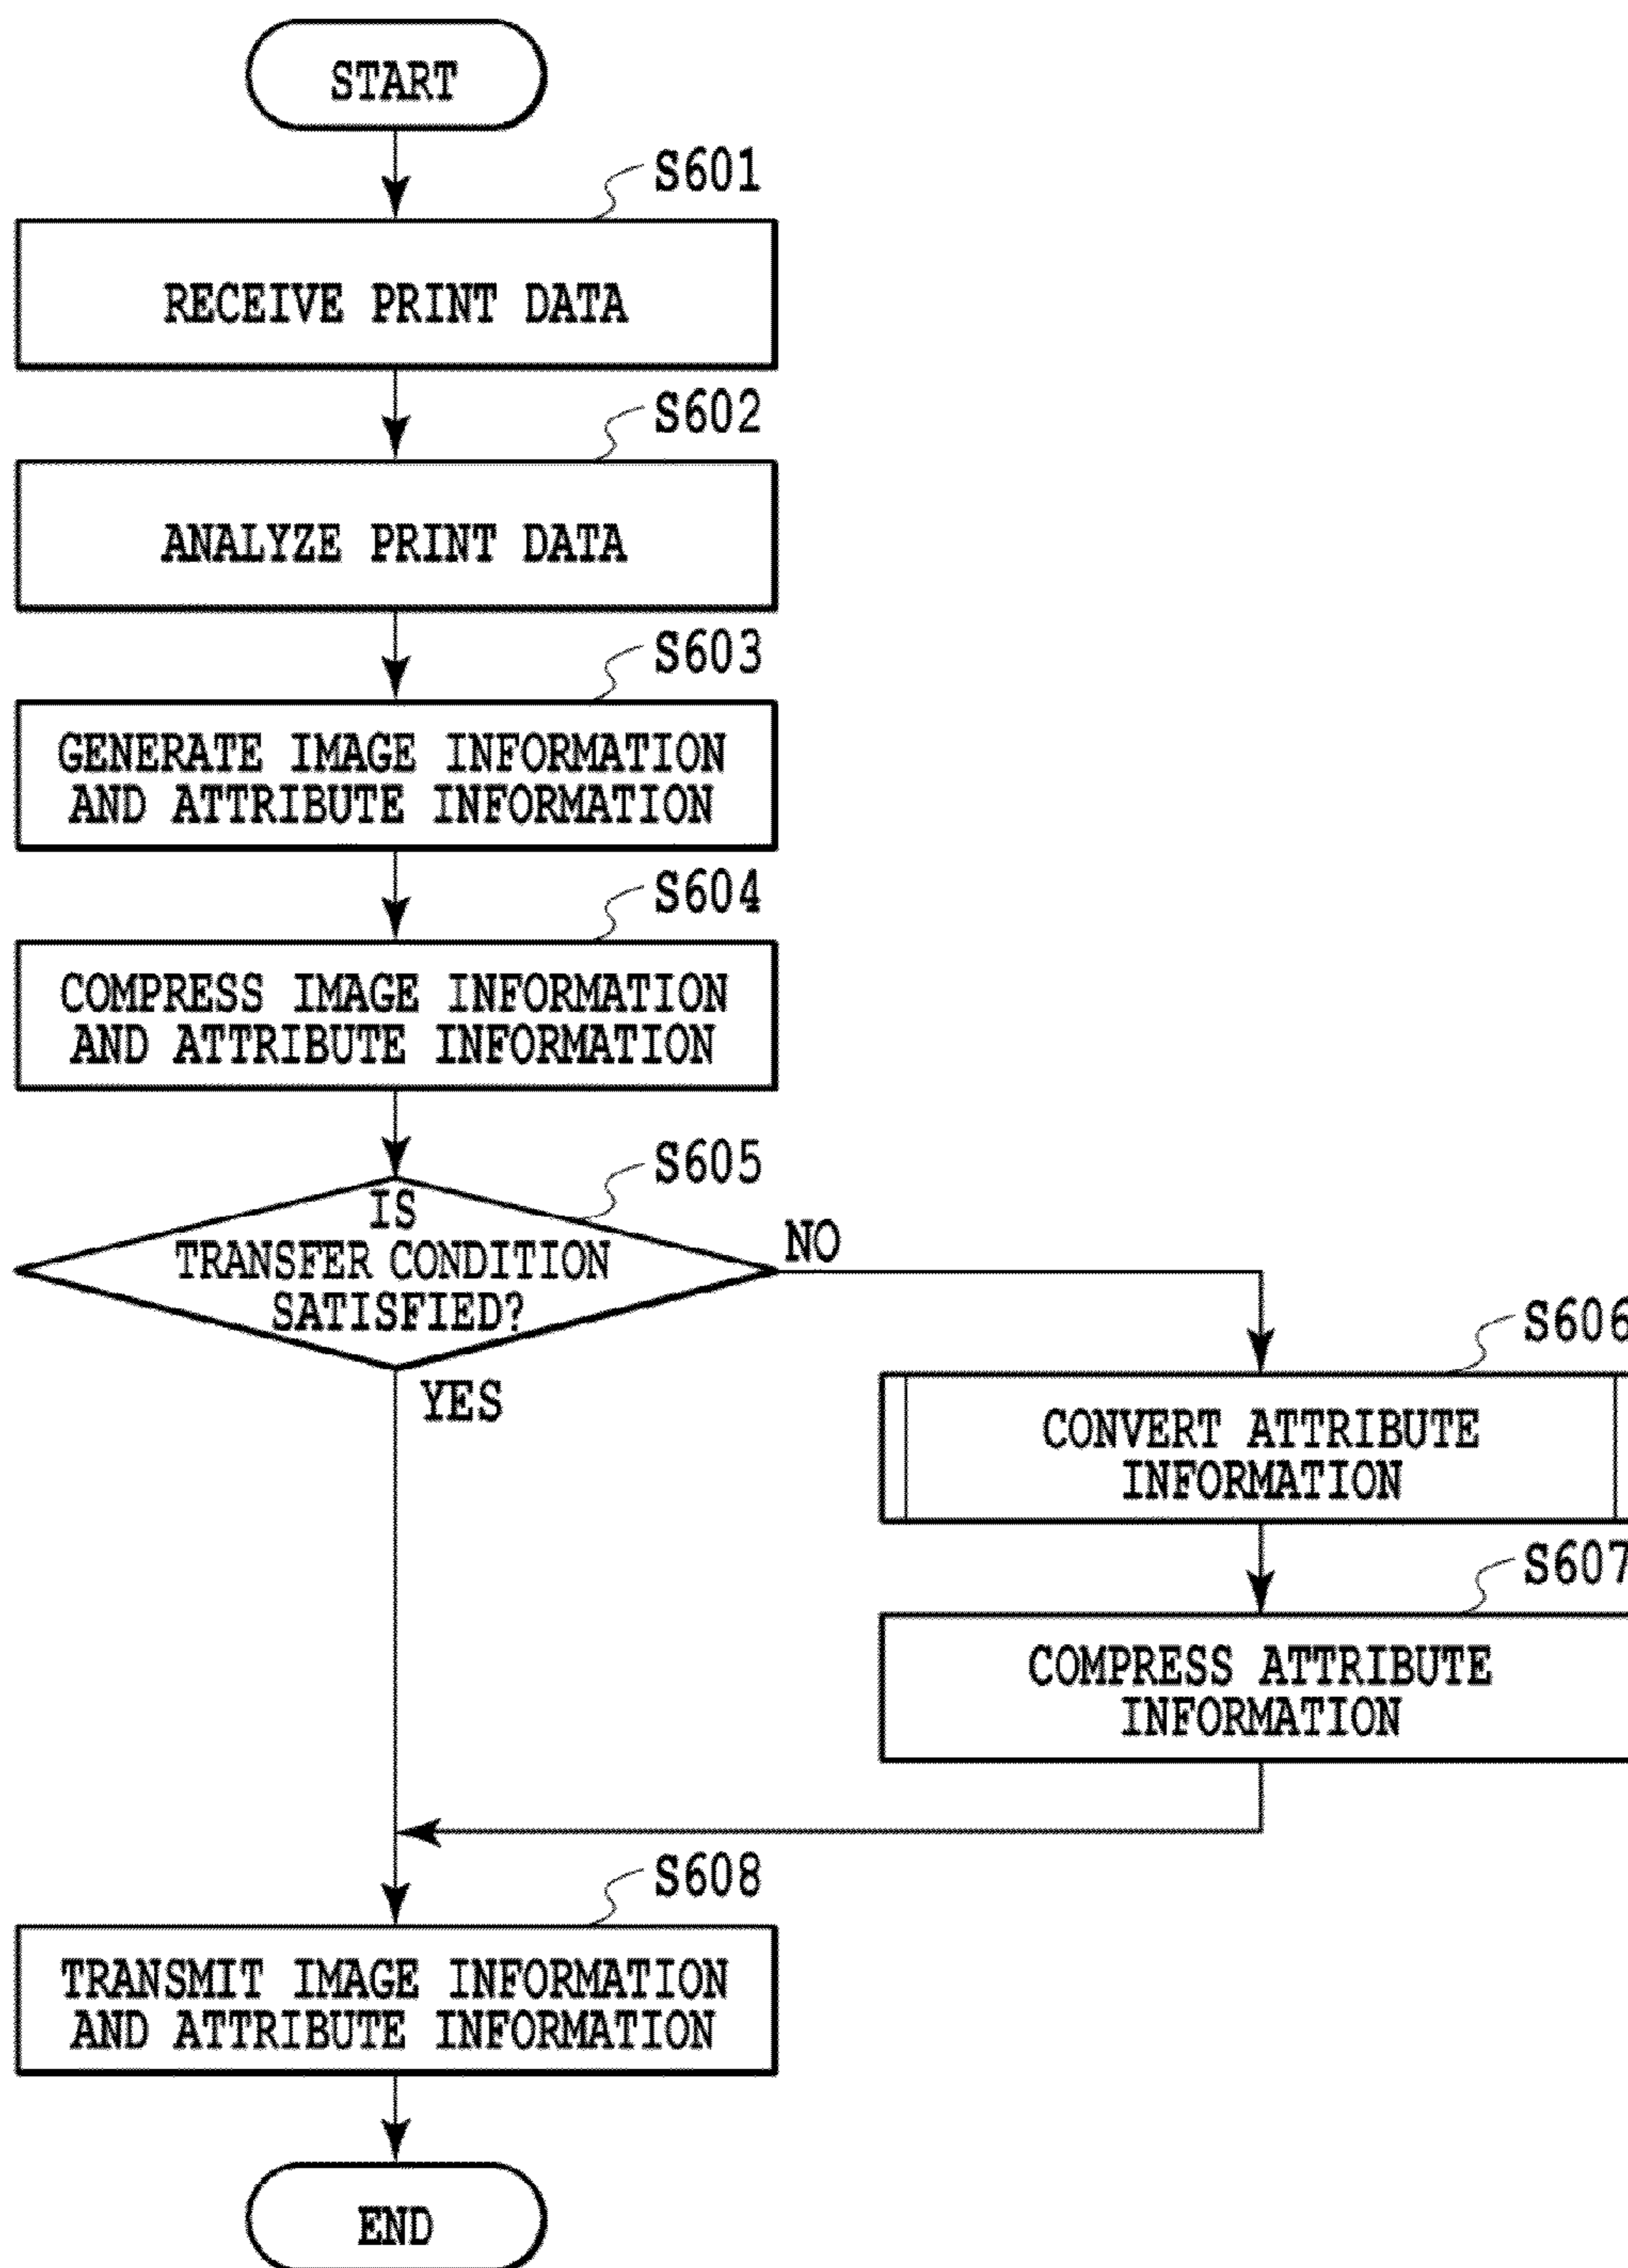 START
S601
RECEIVE PRINT DATA
S602
ANALYZE PRINT DATA
S603
GENERATE IMAGE INFORMATION
AND ATTRIBUTE INFORMATION
S604
COMPRESS IMAGE INFORMATION
AND ATTRIBUTE INFORMATION
S605
IS
TRANSFER CONDITION
SATISFIED?
NO
YES
S606
CONVERT ATTRIBUTE
INFORMATION
S607
COMPRESS ATTRIBUTE
INFORMATION
S608
TRANSMIT IMAGE INFORMATION
AND ATTRIBUTE INFORMATION
END